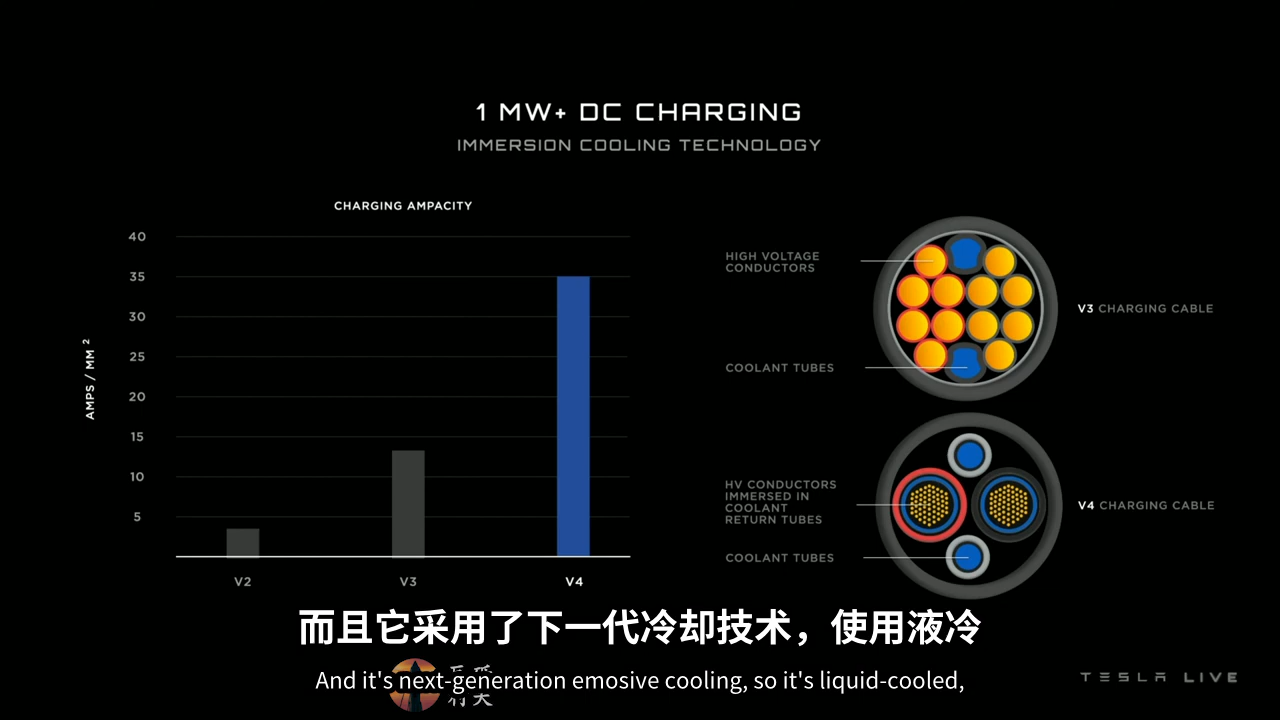 1 MW+ DC CHARGING
IMMERSION COOLING TECHNOLOGY
CHARGING AMPACITY
40
35
30
25
20
15
10
5
AMPS / MM²
V2
V3
V4
HIGH VOLTAGE
CONDUCTORS
COOLANT TUBES
V3 CHARGING CABLE
HV CONDUCTORS
IMMERSED IN
COOLANT
RETURN TUBES
COOLANT TUBES
V4 CHARGING CABLE
而且它采用了下一代冷却技术，使用液冷
And it's next-generation emosive cooling, so it's liquid-cooled,
TESLA LIVE